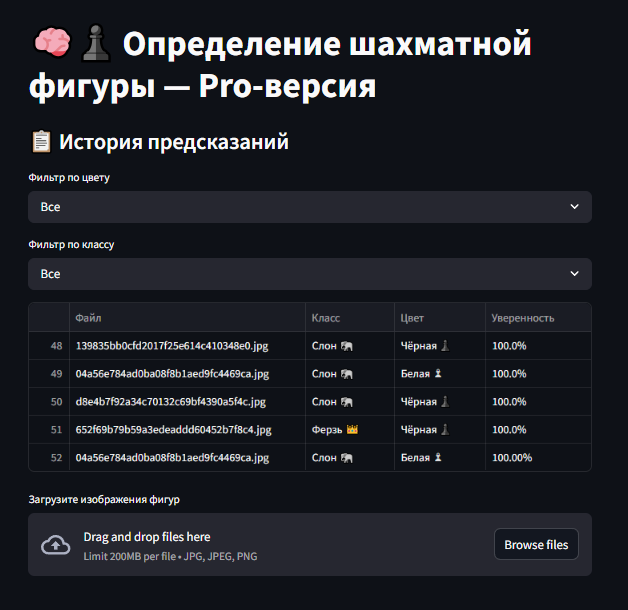 🧠♟️ Определение шахматной
фигуры — Pro-версия
📋 История предсказаний
Фильтр по цвету
Все
Фильтр по классу
Все
Файл Класс Цвет Уверенность
48 139835bb0cfd2017f25e614c410348e0.jpg Слон 🐘 Чёрная ♟️ 100.0%
49 04a56e784ad0ba08f8b1aed9fc4469ca.jpg Слон 🐘 Белая 100.0%
50 d8e4b7f92a34c70132c69bf4390a5f4c.jpg Слон 🐘 Чёрная ♟️ 100.0%
51 652f69b79b59a3edeaddd60452b7f8c4.jpg Ферзь 👑 Чёрная ♟️ 100.0%
52 04a56e784ad0ba08f8b1aed9fc4469ca.jpg Слон 🐘 Белая 100.00%
Загрузите изображения фигур
Drag and drop files here
Limit 200MB per file • JPG, JPEG, PNG
Browse files